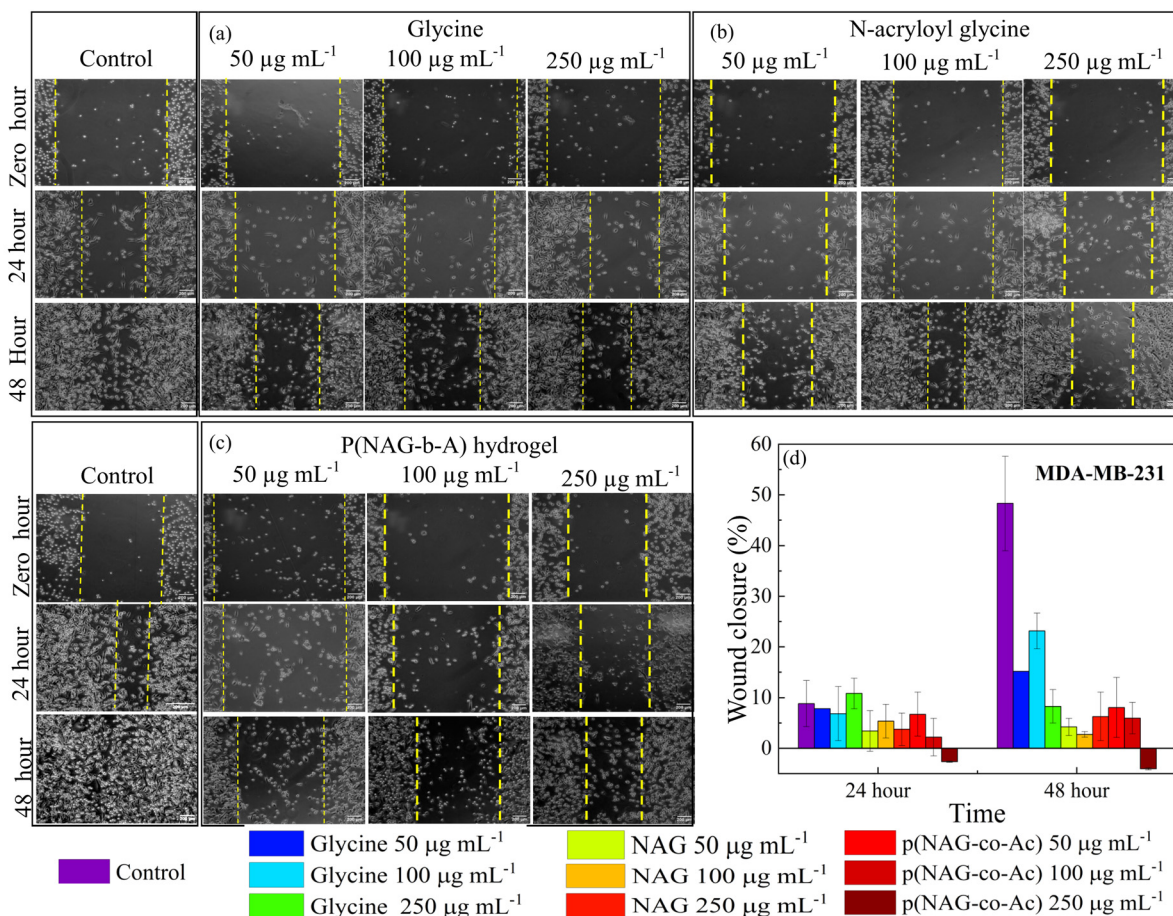 (a) Glycine
(b) N-acryloyl glycine
Control 50 µg mL⁻¹ 100 µg mL⁻¹ 250 µg mL⁻¹ 50 µg mL⁻¹ 100 µg mL⁻¹ 250 µg mL⁻¹
Zero hour
24 hour
48 Hour
(c) P(NAG-b-A) hydrogel
Control 50 µg mL⁻¹ 100 µg mL⁻¹ 250 µg mL⁻¹
Zero hour
24 hour
48 hour
(d) MDA-MB-231
Wound closure (%)
60
50
40
30
20
10
0
24 hour 48 hour
Time
Control
Glycine 50 µg mL⁻¹
Glycine 100 µg mL⁻¹
Glycine 250 µg mL⁻¹
NAG 50 µg mL⁻¹
NAG 100 µg mL⁻¹
NAG 250 µg mL⁻¹
p(NAG-co-Ac) 50 µg mL⁻¹
p(NAG-co-Ac) 100 µg mL⁻¹
p(NAG-co-Ac) 250 µg mL⁻¹